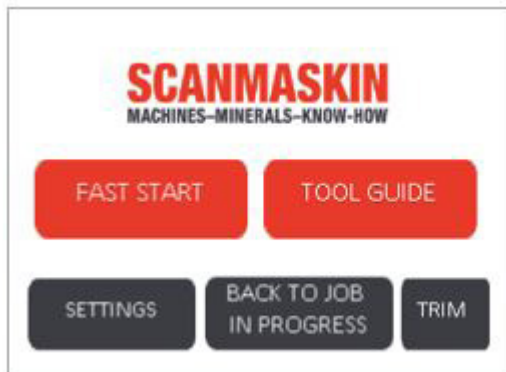 SCANMASKIN
MACHINES–MINERALS–KNOW-HOW
FAST START
TOOL GUIDE
SETTINGS
BACK TO JOB
IN PROGRESS
TRIM